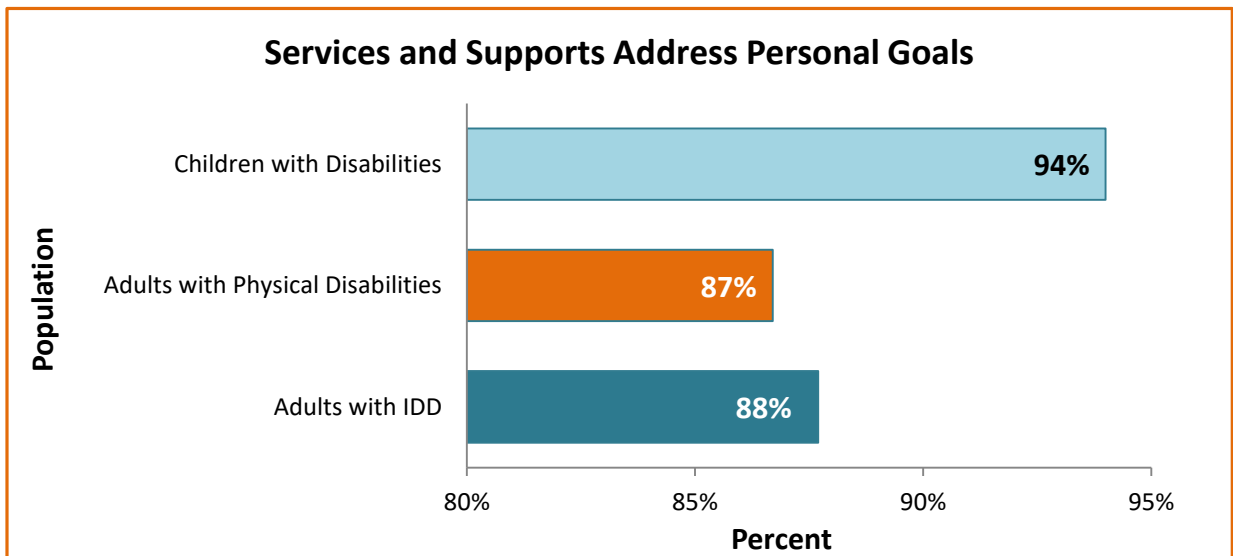 Services and Supports Address Personal Goals
Population
Children with Disabilities
94%
Adults with Physical Disabilities
87%
Adults with IDD
88%
80%
85%
90%
95%
Percent